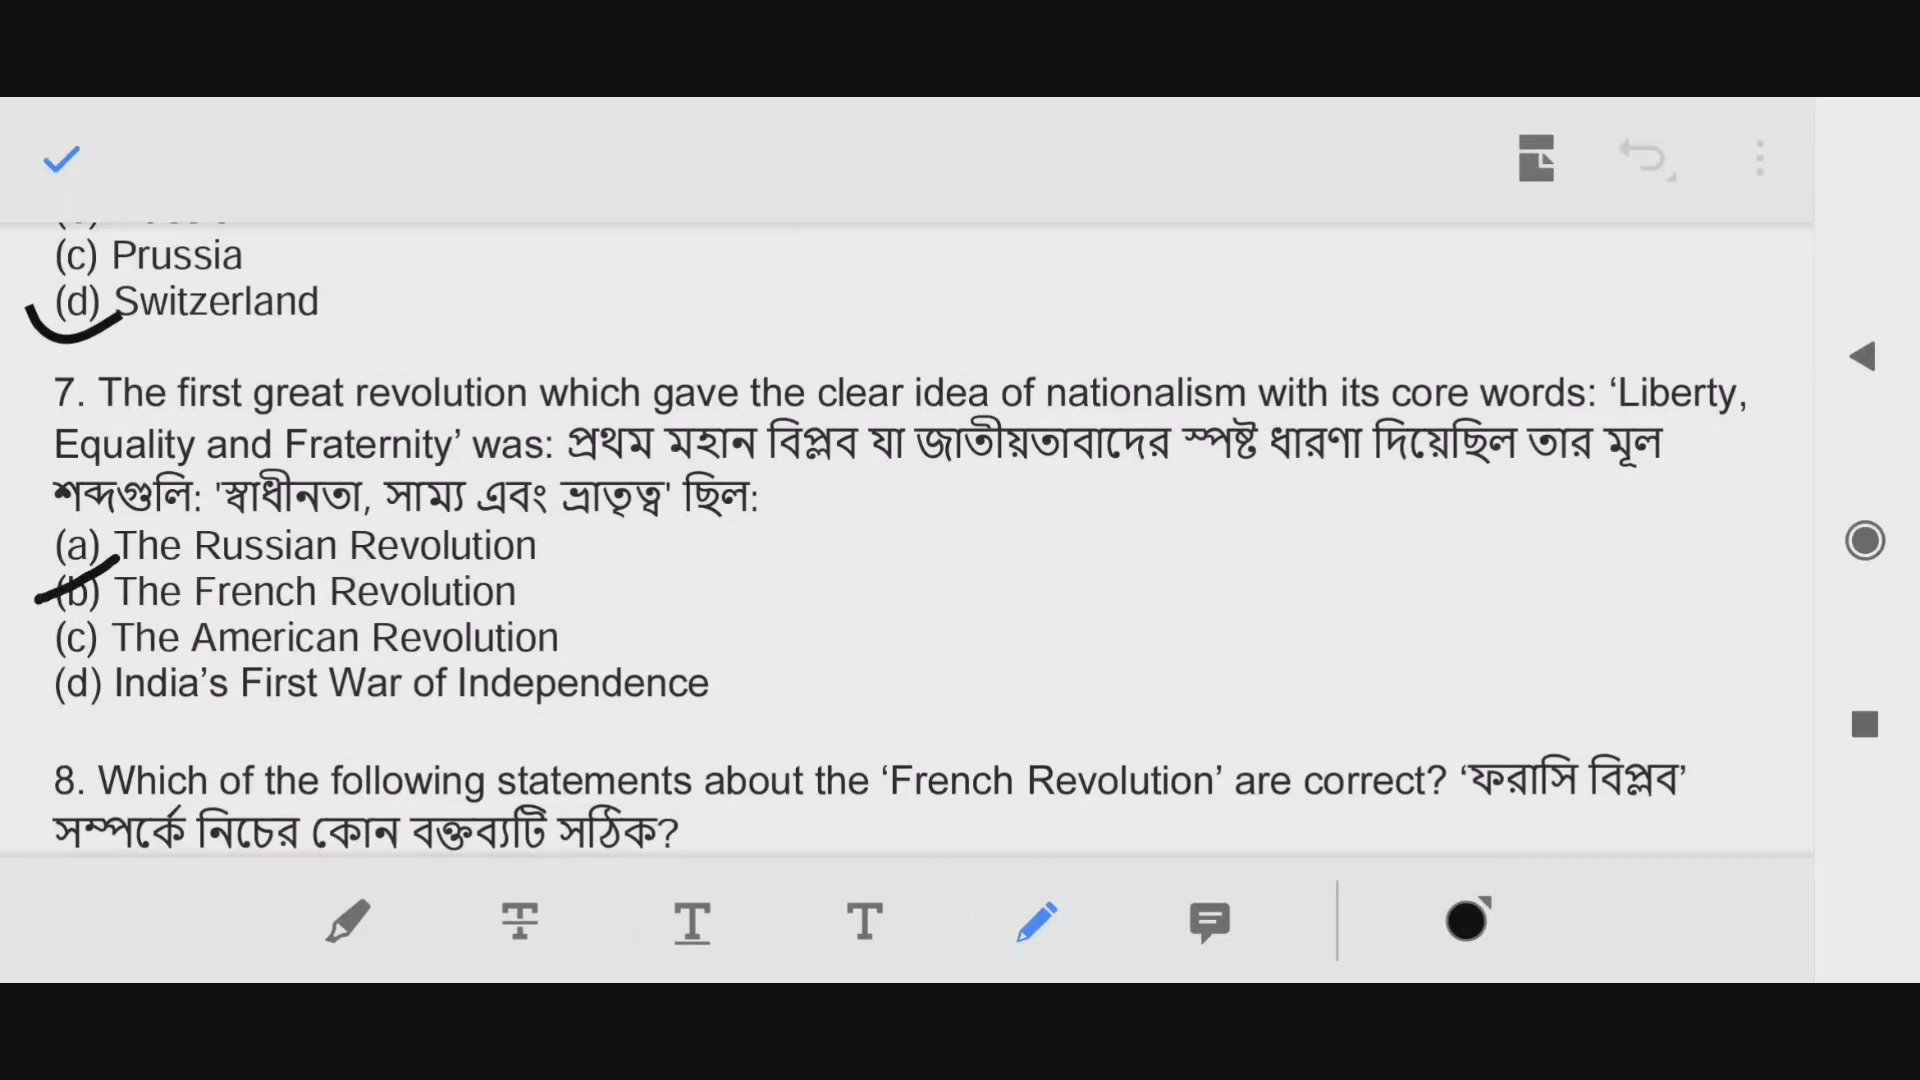 (c) Prussia
(d) Switzerland
7. The first great revolution which gave the clear idea of nationalism with its core words: ‘Liberty,
Equality and Fraternity’ was: প্রথম মহান বিপ্লব যা জাতীয়তাবাদের স্পষ্ট ধারণা দিয়েছিল তার মূল
শব্দগুলি: 'স্বাধীনতা, সাম্য এবং ভ্রাতৃত্ব' ছিল:
(a) The Russian Revolution
(b) The French Revolution
(c) The American Revolution
(d) India’s First War of Independence
8. Which of the following statements about the ‘French Revolution’ are correct? ‘ফরাসি বিপ্লব’
সম্পর্কে নিচের কোন বক্তব্যটি সঠিক?